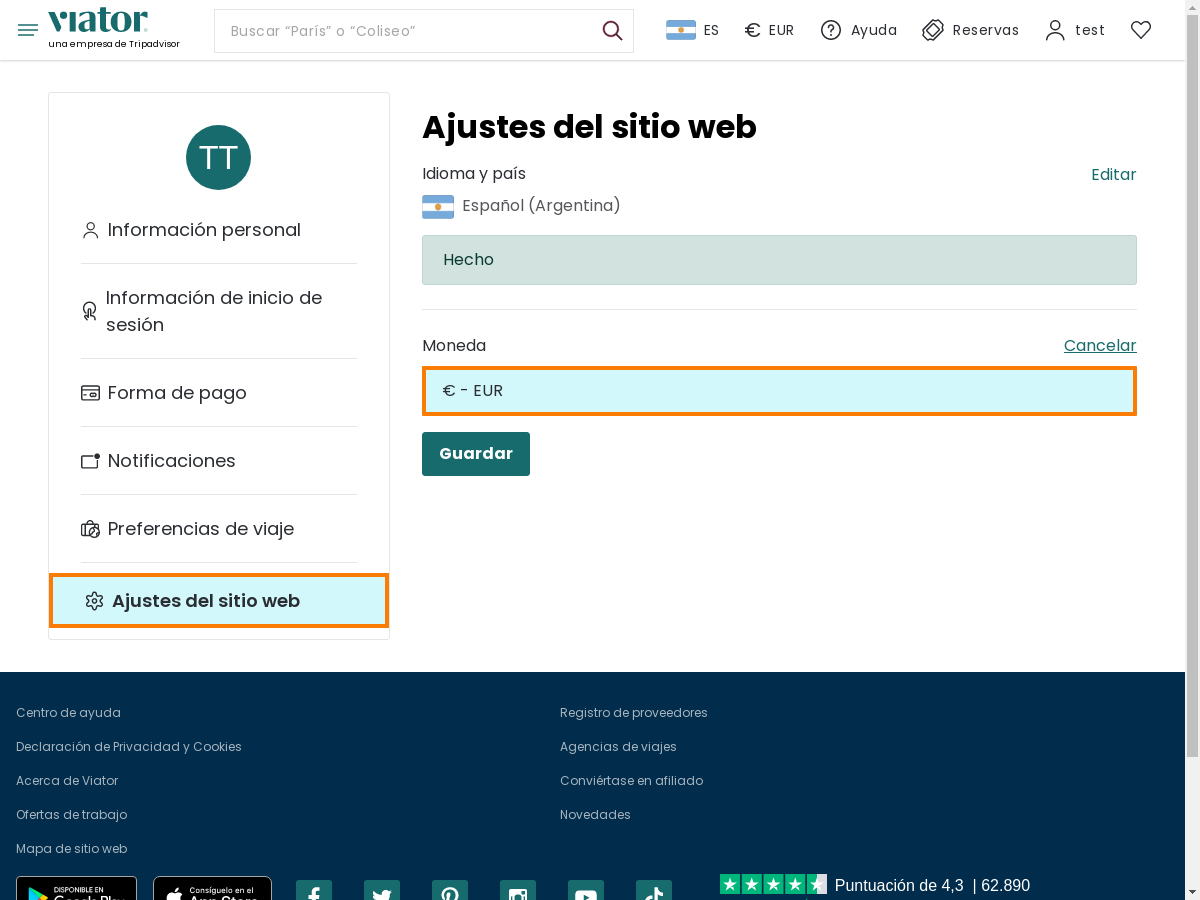 viator
una empresa de Tripadvisor
Buscar “París” o “Coliseo”
ES
€ EUR
Ayuda
Reservas
test
TT
Información personal
Información de inicio de
sesión
Forma de pago
Notificaciones
Preferencias de viaje
Ajustes del sitio web
Ajustes del sitio web
Idioma y país
Editar
Español (Argentina)
Hecho
Moneda
Cancelar
€ - EUR
Guardar
Centro de ayuda
Declaración de Privacidad y Cookies
Acerca de Viator
Ofertas de trabajo
Mapa de sitio web
Registro de proveedores
Agencias de viajes
Conviértase en afiliado
Novedades
DISPONIBLE EN
Google Play
Consíguelo en el
App Store
Puntuación de 4,3 | 62.890